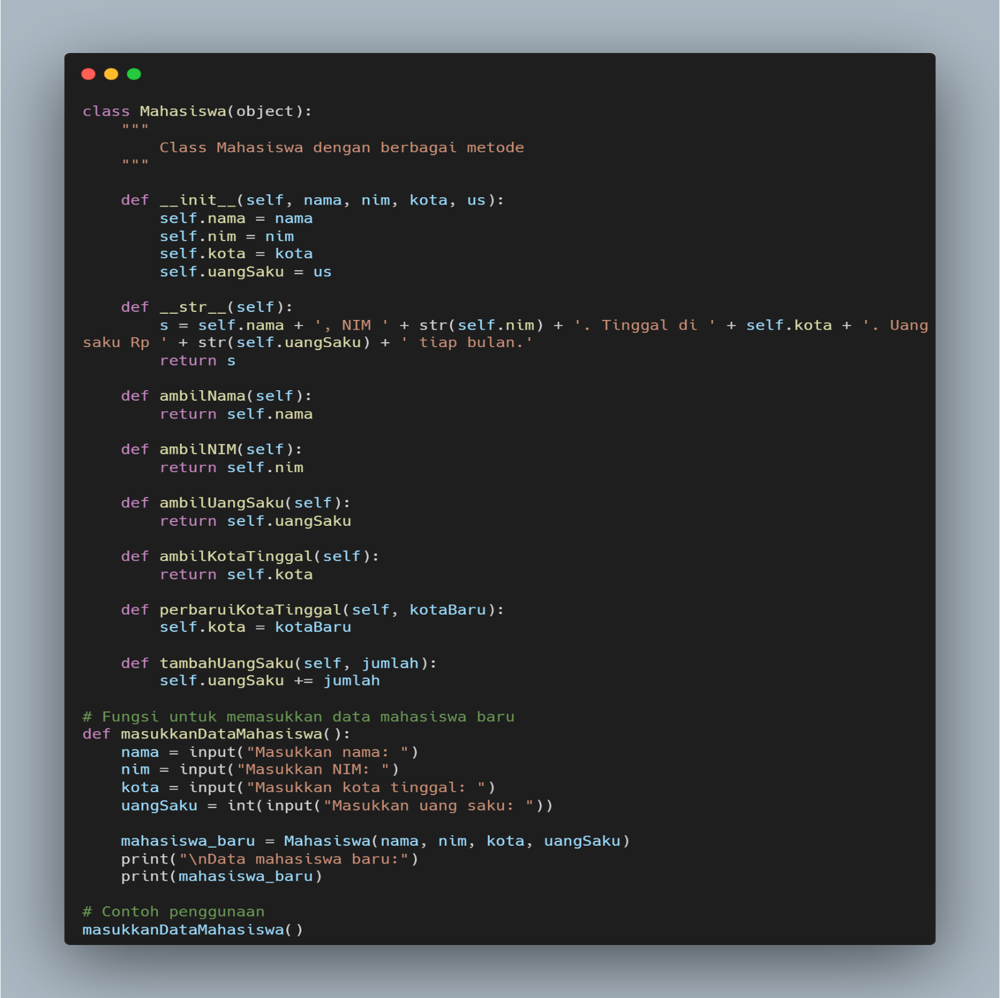 class Mahasiswa(object):
    """
        Class Mahasiswa dengan berbagai metode
    """

    def __init__(self, nama, nim, kota, us):
        self.nama = nama
        self.nim = nim
        self.kota = kota
        self.uangSaku = us

    def __str__(self):
        s = self.nama + ', NIM ' + str(self.nim) + '. Tinggal di ' + self.kota + '. Uang
saku Rp ' + str(self.uangSaku) + ' tiap bulan.'
        return s

    def ambilNama(self):
        return self.nama

    def ambilNIM(self):
        return self.nim

    def ambilUangSaku(self):
        return self.uangSaku

    def ambilKotaTinggal(self):
        return self.kota

    def perbaruiKotaTinggal(self, kotaBaru):
        self.kota = kotaBaru

    def tambahUangSaku(self, jumlah):
        self.uangSaku += jumlah

# Fungsi untuk memasukkan data mahasiswa baru
def masukkanDataMahasiswa():
    nama = input("Masukkan nama: ")
    nim = input("Masukkan NIM: ")
    kota = input("Masukkan kota tinggal: ")
    uangSaku = int(input("Masukkan uang saku: "))

    mahasiswa_baru = Mahasiswa(nama, nim, kota, uangSaku)
    print("\nData mahasiswa baru:")
    print(mahasiswa_baru)

# Contoh penggunaan
masukkanDataMahasiswa()